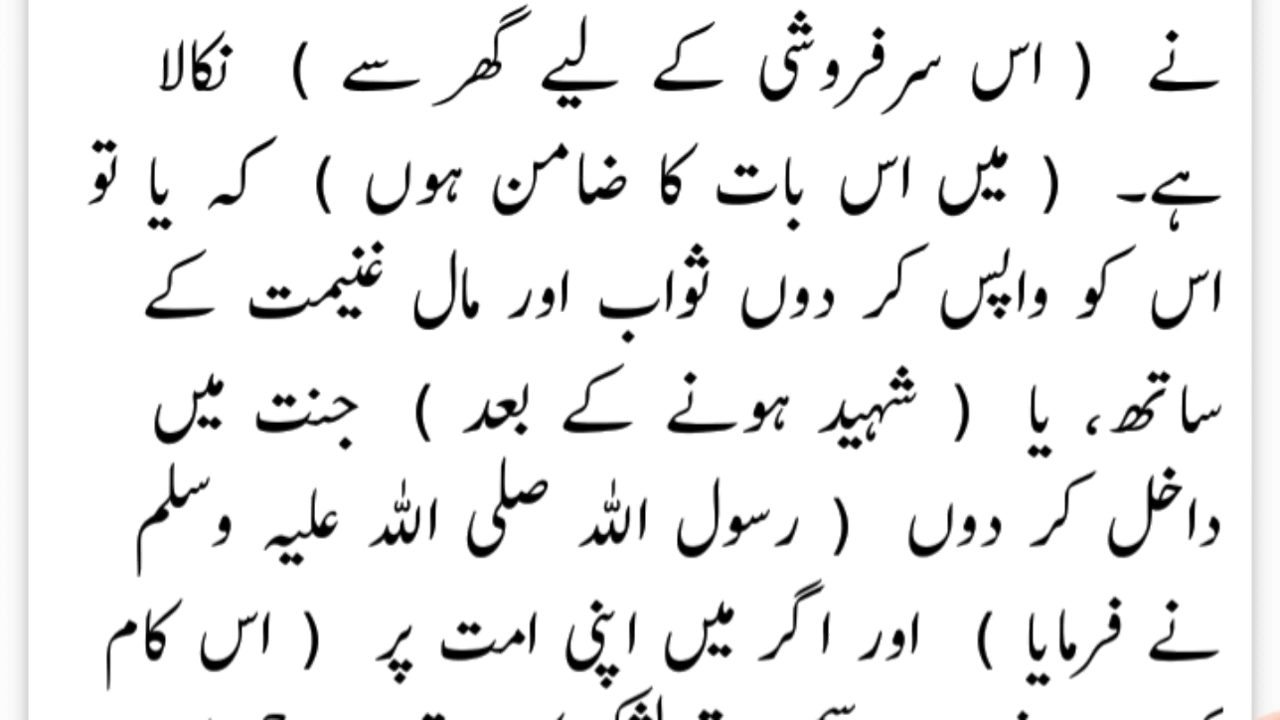 نے ( اس سرفروشی کے لیے گھر سے ) نکالا
ہے۔ ( میں اس بات کا ضامن ہوں ) کہ یا تو
اس کو واپس کر دوں ثواب اور مال غنیمت کے
ساتھ، یا ( شہید ہونے کے بعد ) جنت میں
داخل کر دوں ( رسول اللہ صلی اللہ علیہ وسلم
نے فرمایا ) اور اگر میں اپنی امت پر ( اس کام